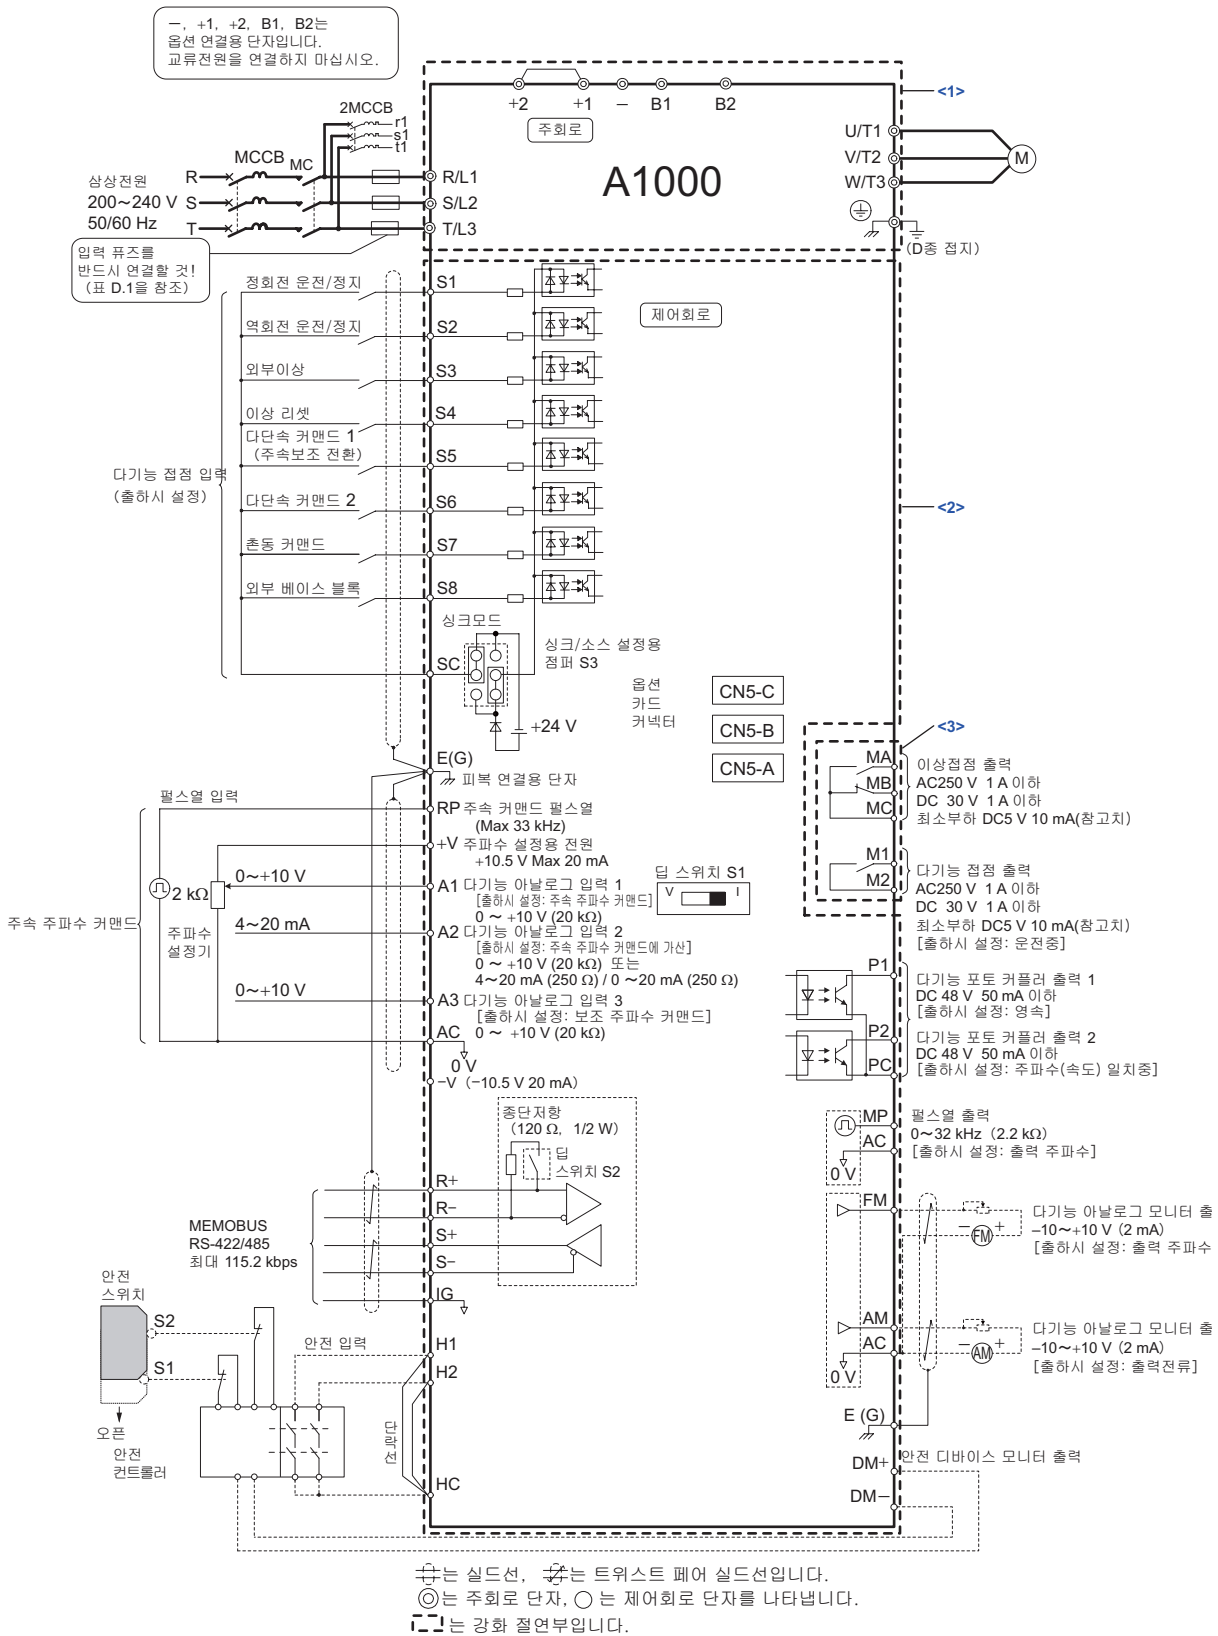 −, +1, +2, B1, B2는
옵션 연결용 단자입니다.
교류전원을 연결하지 마십시오.
<1>
+2
+1
−
B1
B2
주회로
2MCCB
r1
s1
t1
MCCB
MC
삼상전원
200~240 V
50/60 Hz
R
S
T
R/L1
S/L2
T/L3
A1000
U/T1
V/T2
W/T3
M
(D종 접지)
입력 퓨즈를
반드시 연결할 것!
(표 D.1을 참조)
제어회로
정회전 운전/정지
S1
역회전 운전/정지
S2
외부이상
S3
이상 리셋
S4
다단속 커맨드 1
(주속보조 전환)
S5
다기능 접점 입력
(출하시 설정)
다단속 커맨드 2
S6
<2>
촌동 커맨드
S7
외부 베이스 블록
S8
싱크모드
SC
싱크/소스 설정용
점퍼 S3
+24 V
옵션
카드
커넥터
CN5-C
CN5-B
CN5-A
<3>
E(G)
피복 연결용 단자
MA
MB
MC
이상접점 출력
AC250 V 1 A 이하
DC 30 V 1 A 이하
최소부하 DC5 V 10 mA(참고치)
펄스열 입력
RP
주속 커맨드 펄스열
(Max 33 kHz)
+V
주파수 설정용 전원
+10.5 V Max 20 mA
M1
M2
다기능 접점 출력
AC250 V 1 A 이하
DC 30 V 1 A 이하
최소부하 DC5 V 10 mA(참고치)
[출하시 설정: 운전중]
딥 스위치 S1
V
I
주속 주파수 커맨드
2 kΩ
주파수
설정기
0~+10 V
A1
다기능 아날로그 입력 1
[출하시 설정: 주속 주파수 커맨드]
0 ~ +10 V (20 kΩ)
4~20 mA
A2
다기능 아날로그 입력 2
[출하시 설정: 주속 주파수 커맨드에 가산]
0 ~ +10 V (20 kΩ) 또는
4~20 mA (250 Ω) / 0 ~20 mA (250 Ω)
0~+10 V
A3
다기능 아날로그 입력 3
[출하시 설정: 보조 주파수 커맨드]
0 ~ +10 V (20 kΩ)
AC
0 V
−V (−10.5 V 20 mA)
P1
다기능 포토 커플러 출력 1
DC 48 V 50 mA 이하
[출하시 설정: 영속]
P2
PC
다기능 포토 커플러 출력 2
DC 48 V 50 mA 이하
[출하시 설정: 주파수(속도) 일치중]
종단저항
(120 Ω, 1/2 W)
딥
스위치 S2
MP
AC
0 V
펄스열 출력
0~32 kHz (2.2 kΩ)
[출하시 설정: 출력 주파수]
MEMOBUS
RS-422/485
최대 115.2 kbps
R+
R−
S+
S−
IG
FM
− FM +
다기능 아날로그 모니터 출
−10~+10 V (2 mA)
[출하시 설정: 출력 주파수
AM
AC
0 V
− AM +
다기능 아날로그 모니터 출
−10~+10 V (2 mA)
[출하시 설정: 출력전류]
안전
스위치
S2
S1
오픈
안전
컨트롤러
안전 입력
H1
H2
단락선
HC
E (G)
DM+
DM−
안전 디바이스 모니터 출력
는 실드선, 는 트위스트 페어 실드선입니다.
는 주회로 단자, 는 제어회로 단자를 나타냅니다.
는 강화 절연부입니다.